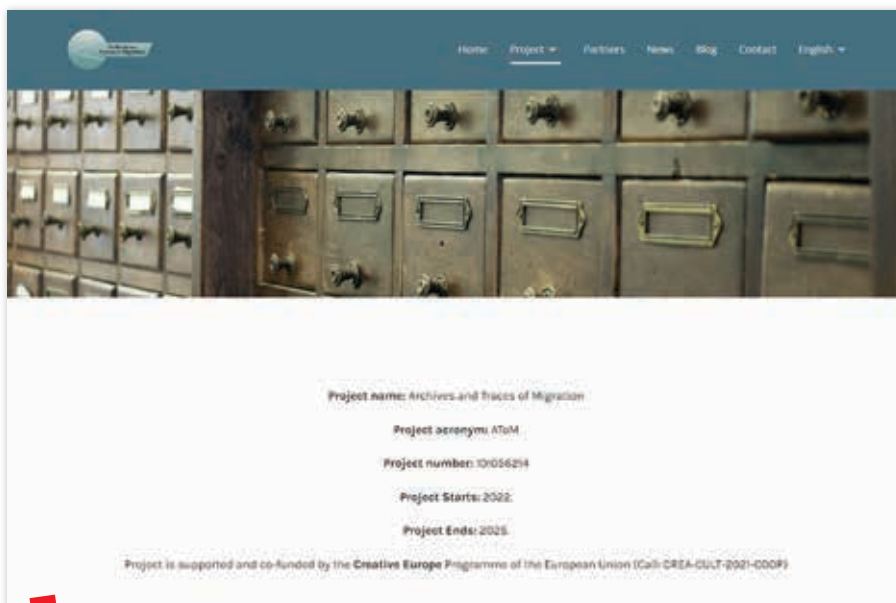 Home Project Partners News Blog Contact English
Project name: Archives and Traces of Migration
Project acronym: AToM
Project number: 101056214
Project Starts: 2022.
Project Ends: 2025.
Project is supported and co-funded by the Creative Europe Programme of the European Union (Call: CREA-CULT-2021-COOP)